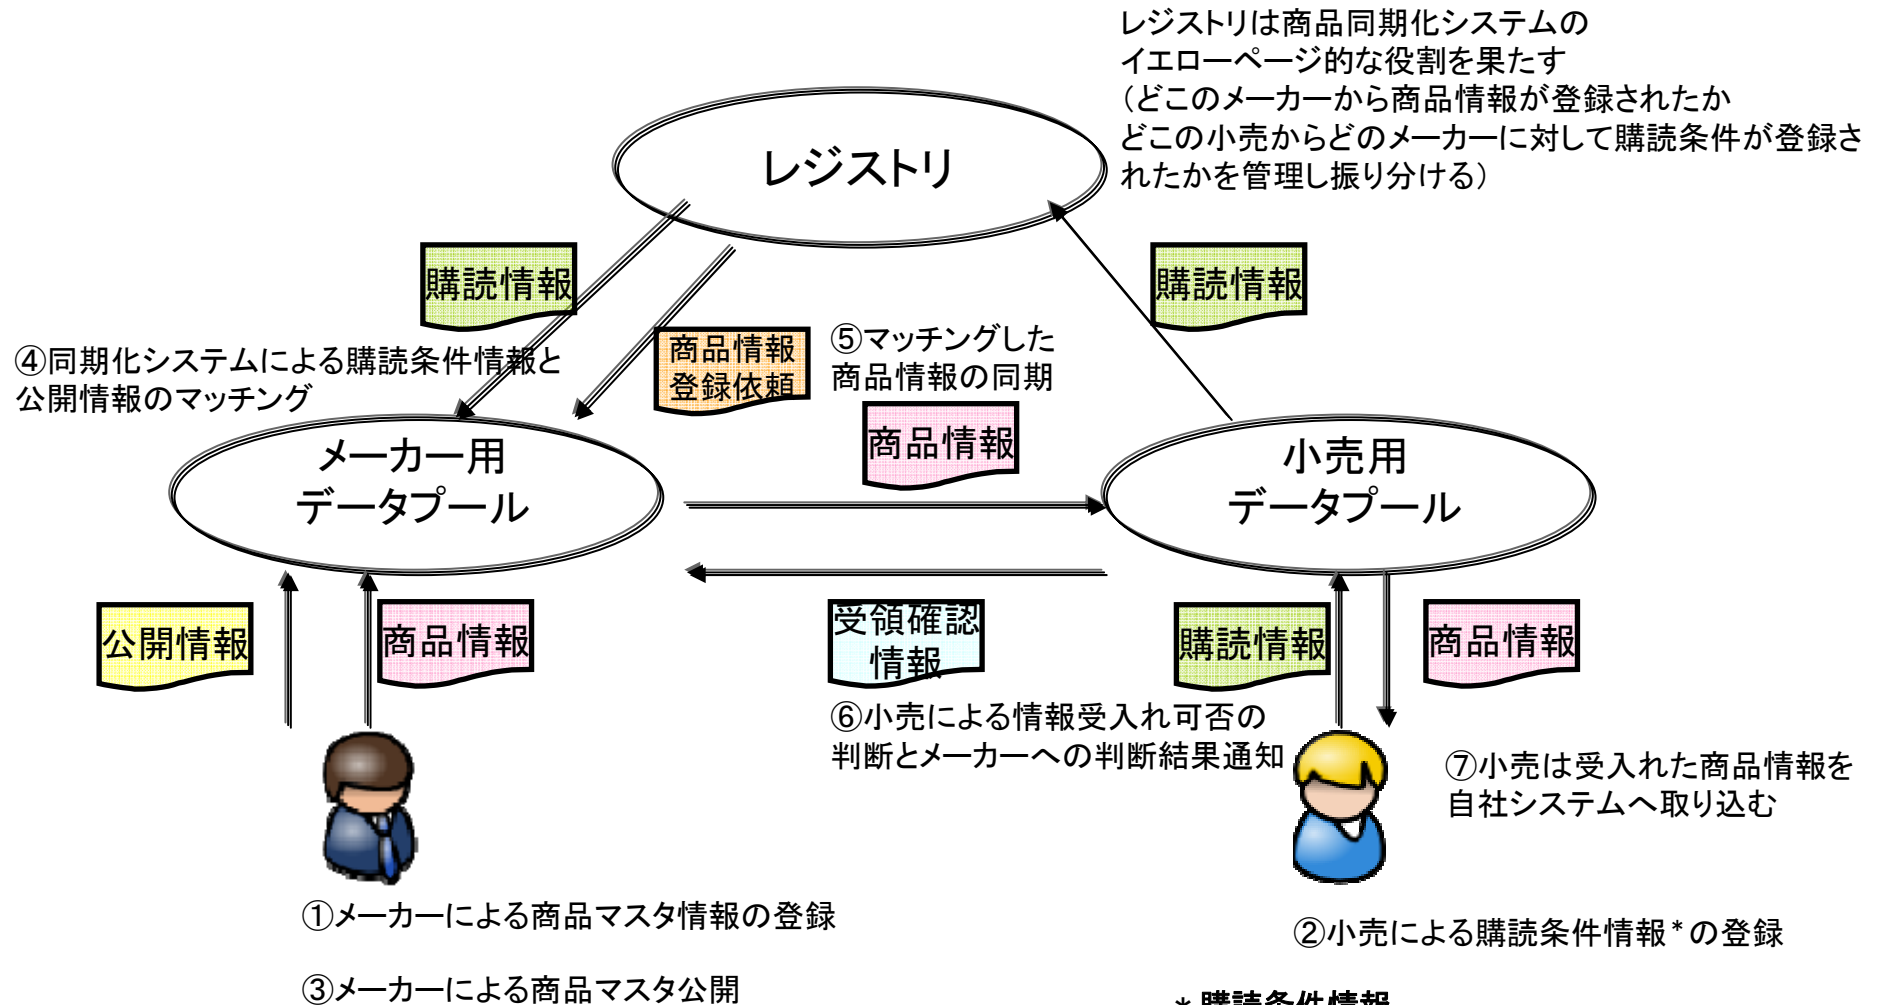 レジストリは商品同期化システムの
イエローページ的な役割を果たす
（どこのメーカーから商品情報が登録されたか
どこの小売からどのメーカーに対して購読条件が登録さ
れたかを管理し振り分ける）
レジストリ
購読情報
購読情報
商品情報
登録依頼
⑤マッチングした
商品情報の同期
④同期化システムによる購読条件情報と
公開情報のマッチング
商品情報
メーカー用
データプール
小売用
データプール
公開情報
商品情報
受領確認
情報
購読情報
商品情報
⑥小売による情報受入れ可否の
判断とメーカーへの判断結果通知
⑦小売は受入れた商品情報を
自社システムへ取り込む
①メーカーによる商品マスタ情報の登録
②小売による購読条件情報*の登録
③メーカーによる商品マスタ公開
*購読条件情報